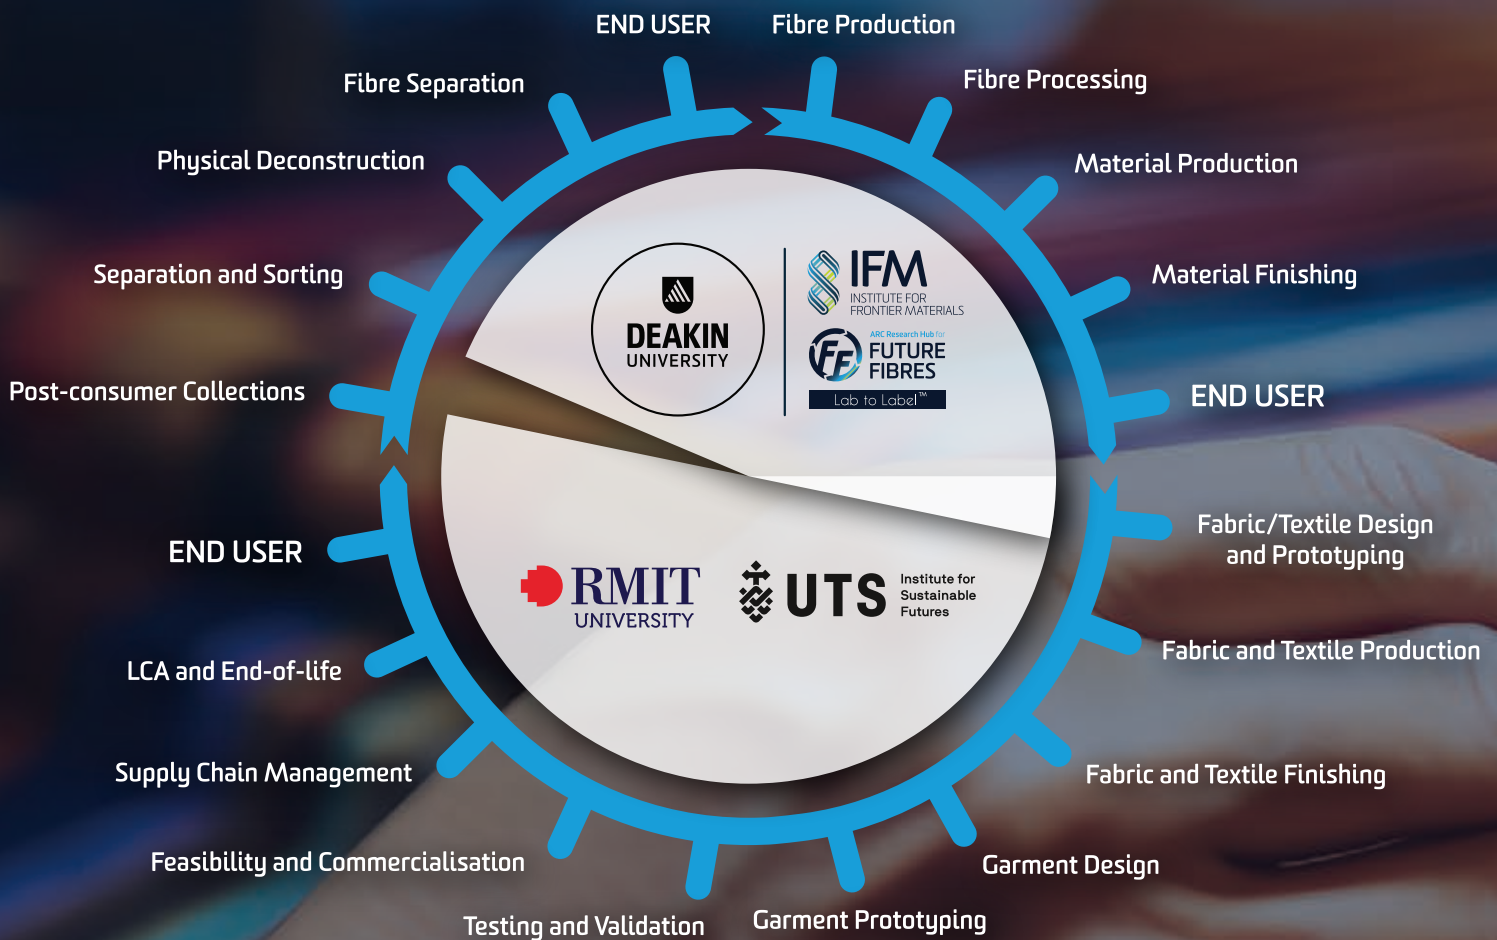 END USER
Fibre Production
Fibre Separation
Fibre Processing
Physical Deconstruction
Material Production
Separation and Sorting
Material Finishing
Post-consumer Collections
END USER
DEAKIN
UNIVERSITY
IFM
INSTITUTE FOR
FRONTIER MATERIALS
ARC Research Hub for
FF
FUTURE
FIBRES
Lab to Label™
END USER
Fabric/Textile Design
and Prototyping
RMIT
UNIVERSITY
UTS
Institute for
Sustainable
Futures
LCA and End-of-life
Fabric and Textile Production
Supply Chain Management
Fabric and Textile Finishing
Feasibility and Commercialisation
Garment Design
Testing and Validation
Garment Prototyping